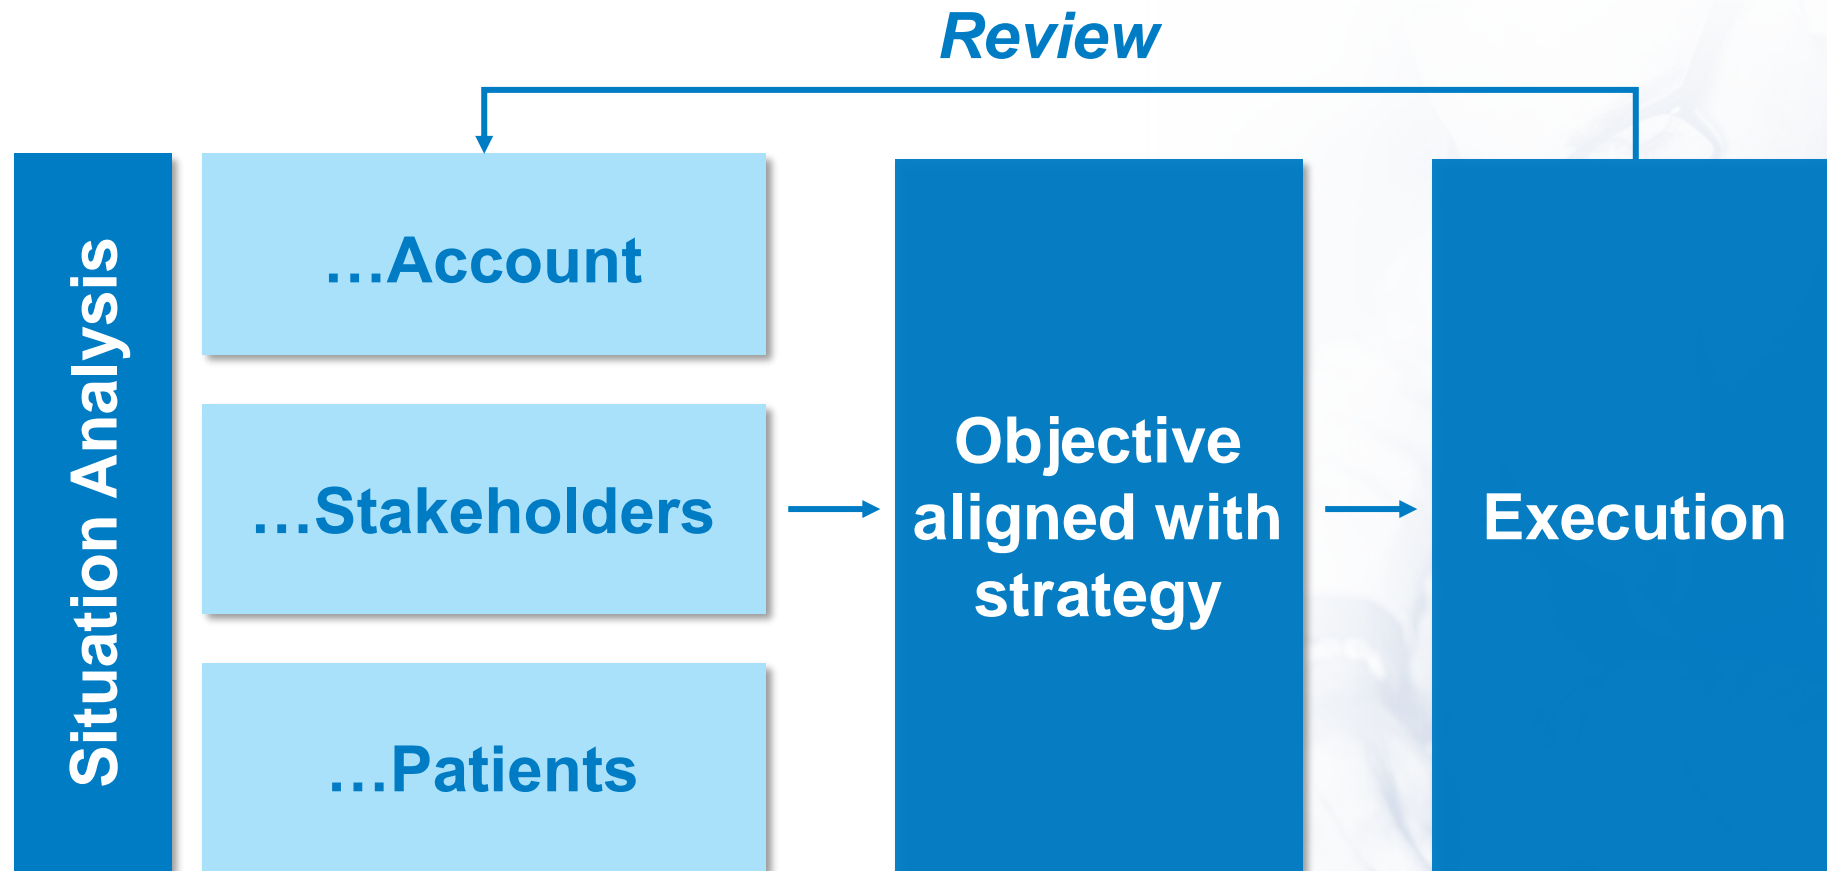 Review
Situation Analysis
…Account
…Stakeholders
…Patients
Objective
aligned with
strategy
Execution